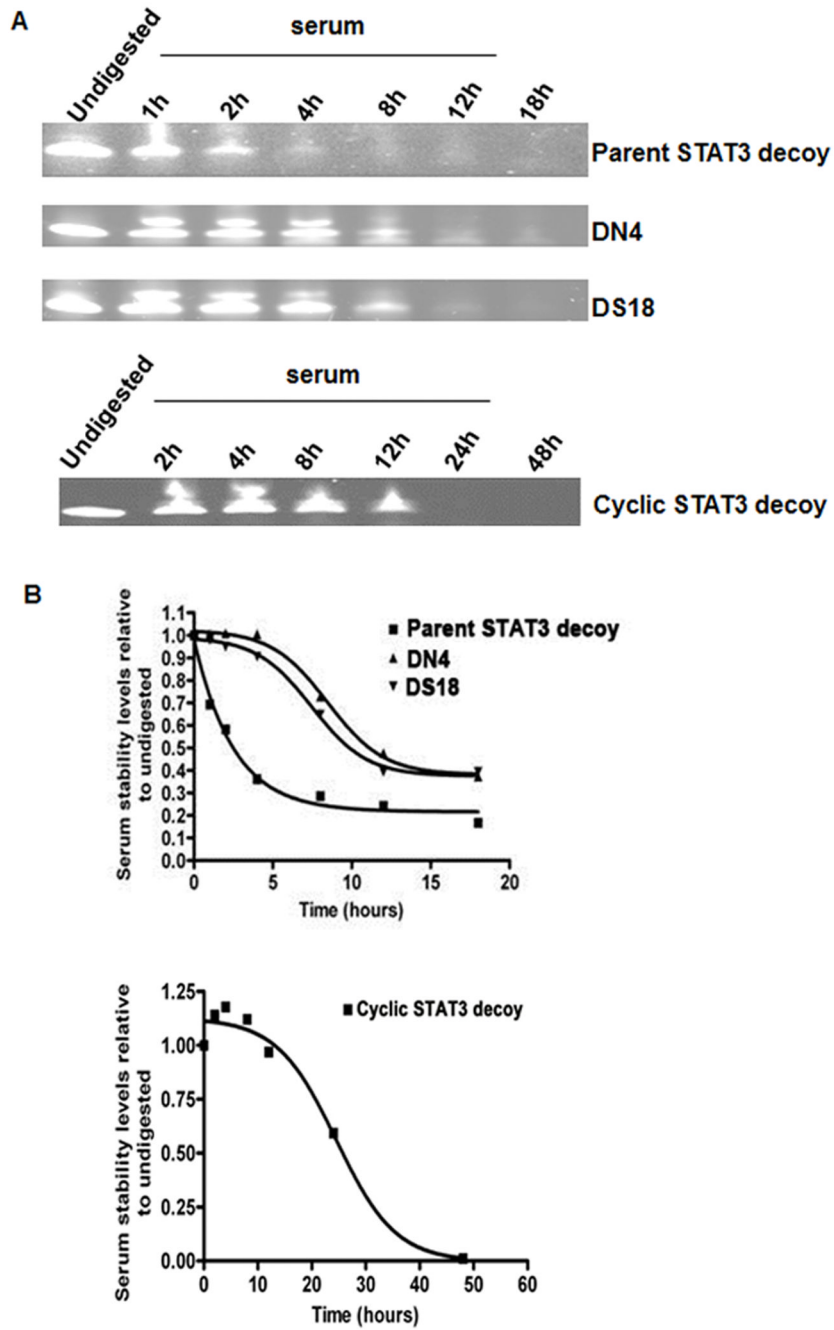 A
serum
Undigested 1h 2h 4h 8h 12h 18h
Parent STAT3 decoy
DN4
DS18
serum
Undigested 2h 4h 8h 12h 24h 48h
Cyclic STAT3 decoy
B
Serum stability levels relative
to undigested
1.1
1.0
0.9
0.8
0.7
0.6
0.5
0.4
0.3
0.2
0.1
0.0
Parent STAT3 decoy
DN4
DS18
0 5 10 15 20
Time (hours)
Serum stability levels relative
to undigested
1.25
1.00
0.75
0.50
0.25
0.00
Cyclic STAT3 decoy
0 10 20 30 40 50 60
Time (hours)